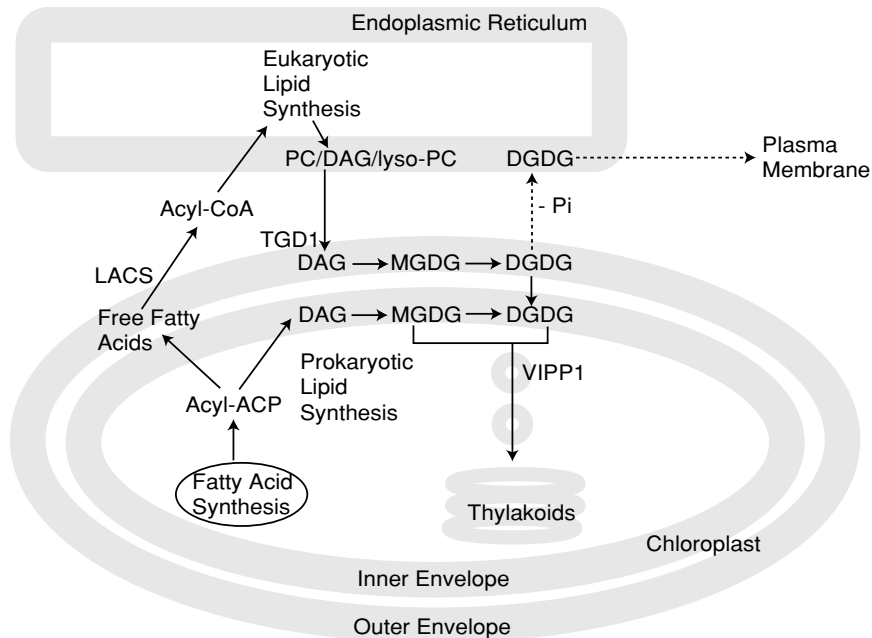 Endoplasmic Reticulum
Eukaryotic
Lipid
Synthesis
PC/DAG/lyso-PC
DGDG
Plasma
Membrane
Acyl-CoA
- Pi
TGD1
DAG
MGDG
DGDG
LACS
Free Fatty
Acids
DAG
MGDG
DGDG
Prokaryotic
Lipid
Synthesis
VIPP1
Acyl-ACP
Fatty Acid
Synthesis
Thylakoids
Chloroplast
Inner Envelope
Outer Envelope